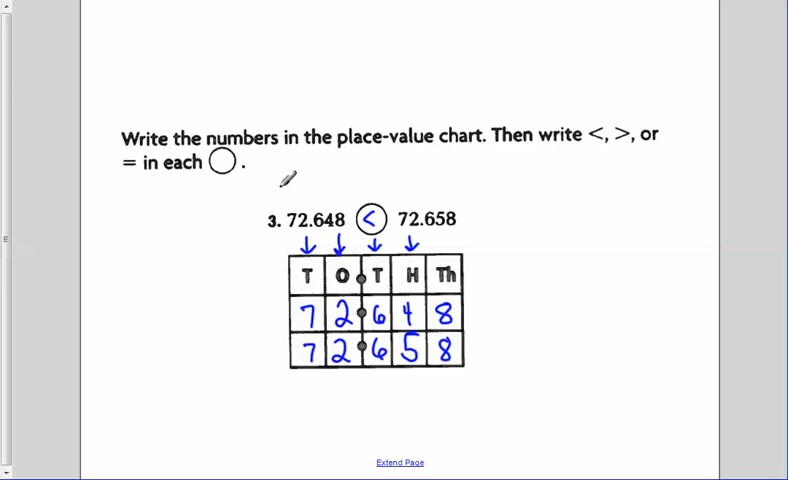 Write the numbers in the place-value chart. Then write <, >, or
= in each ◯.
3. 72.648 < 72.658
T O . T H Th
7 2 . 6 4 8
7 2 . 6 5 8
Extend Page